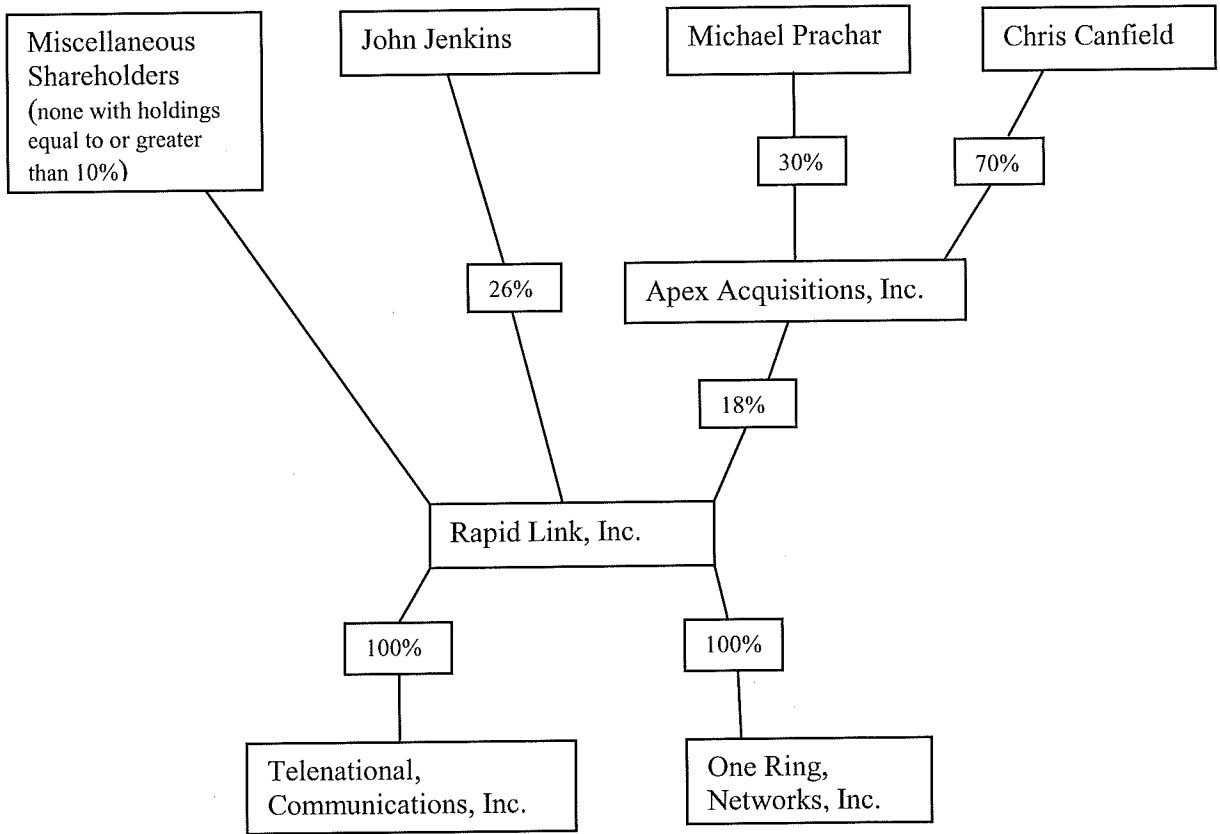 Miscellaneous
Shareholders
(none with holdings
equal to or greater
than 10%)
John Jenkins
Michael Prachar
Chris Canfield
30%
70%
26%
Apex Acquisitions, Inc.
18%
Rapid Link, Inc.
100%
100%
Telenational,
Communications, Inc.
One Ring,
Networks, Inc.